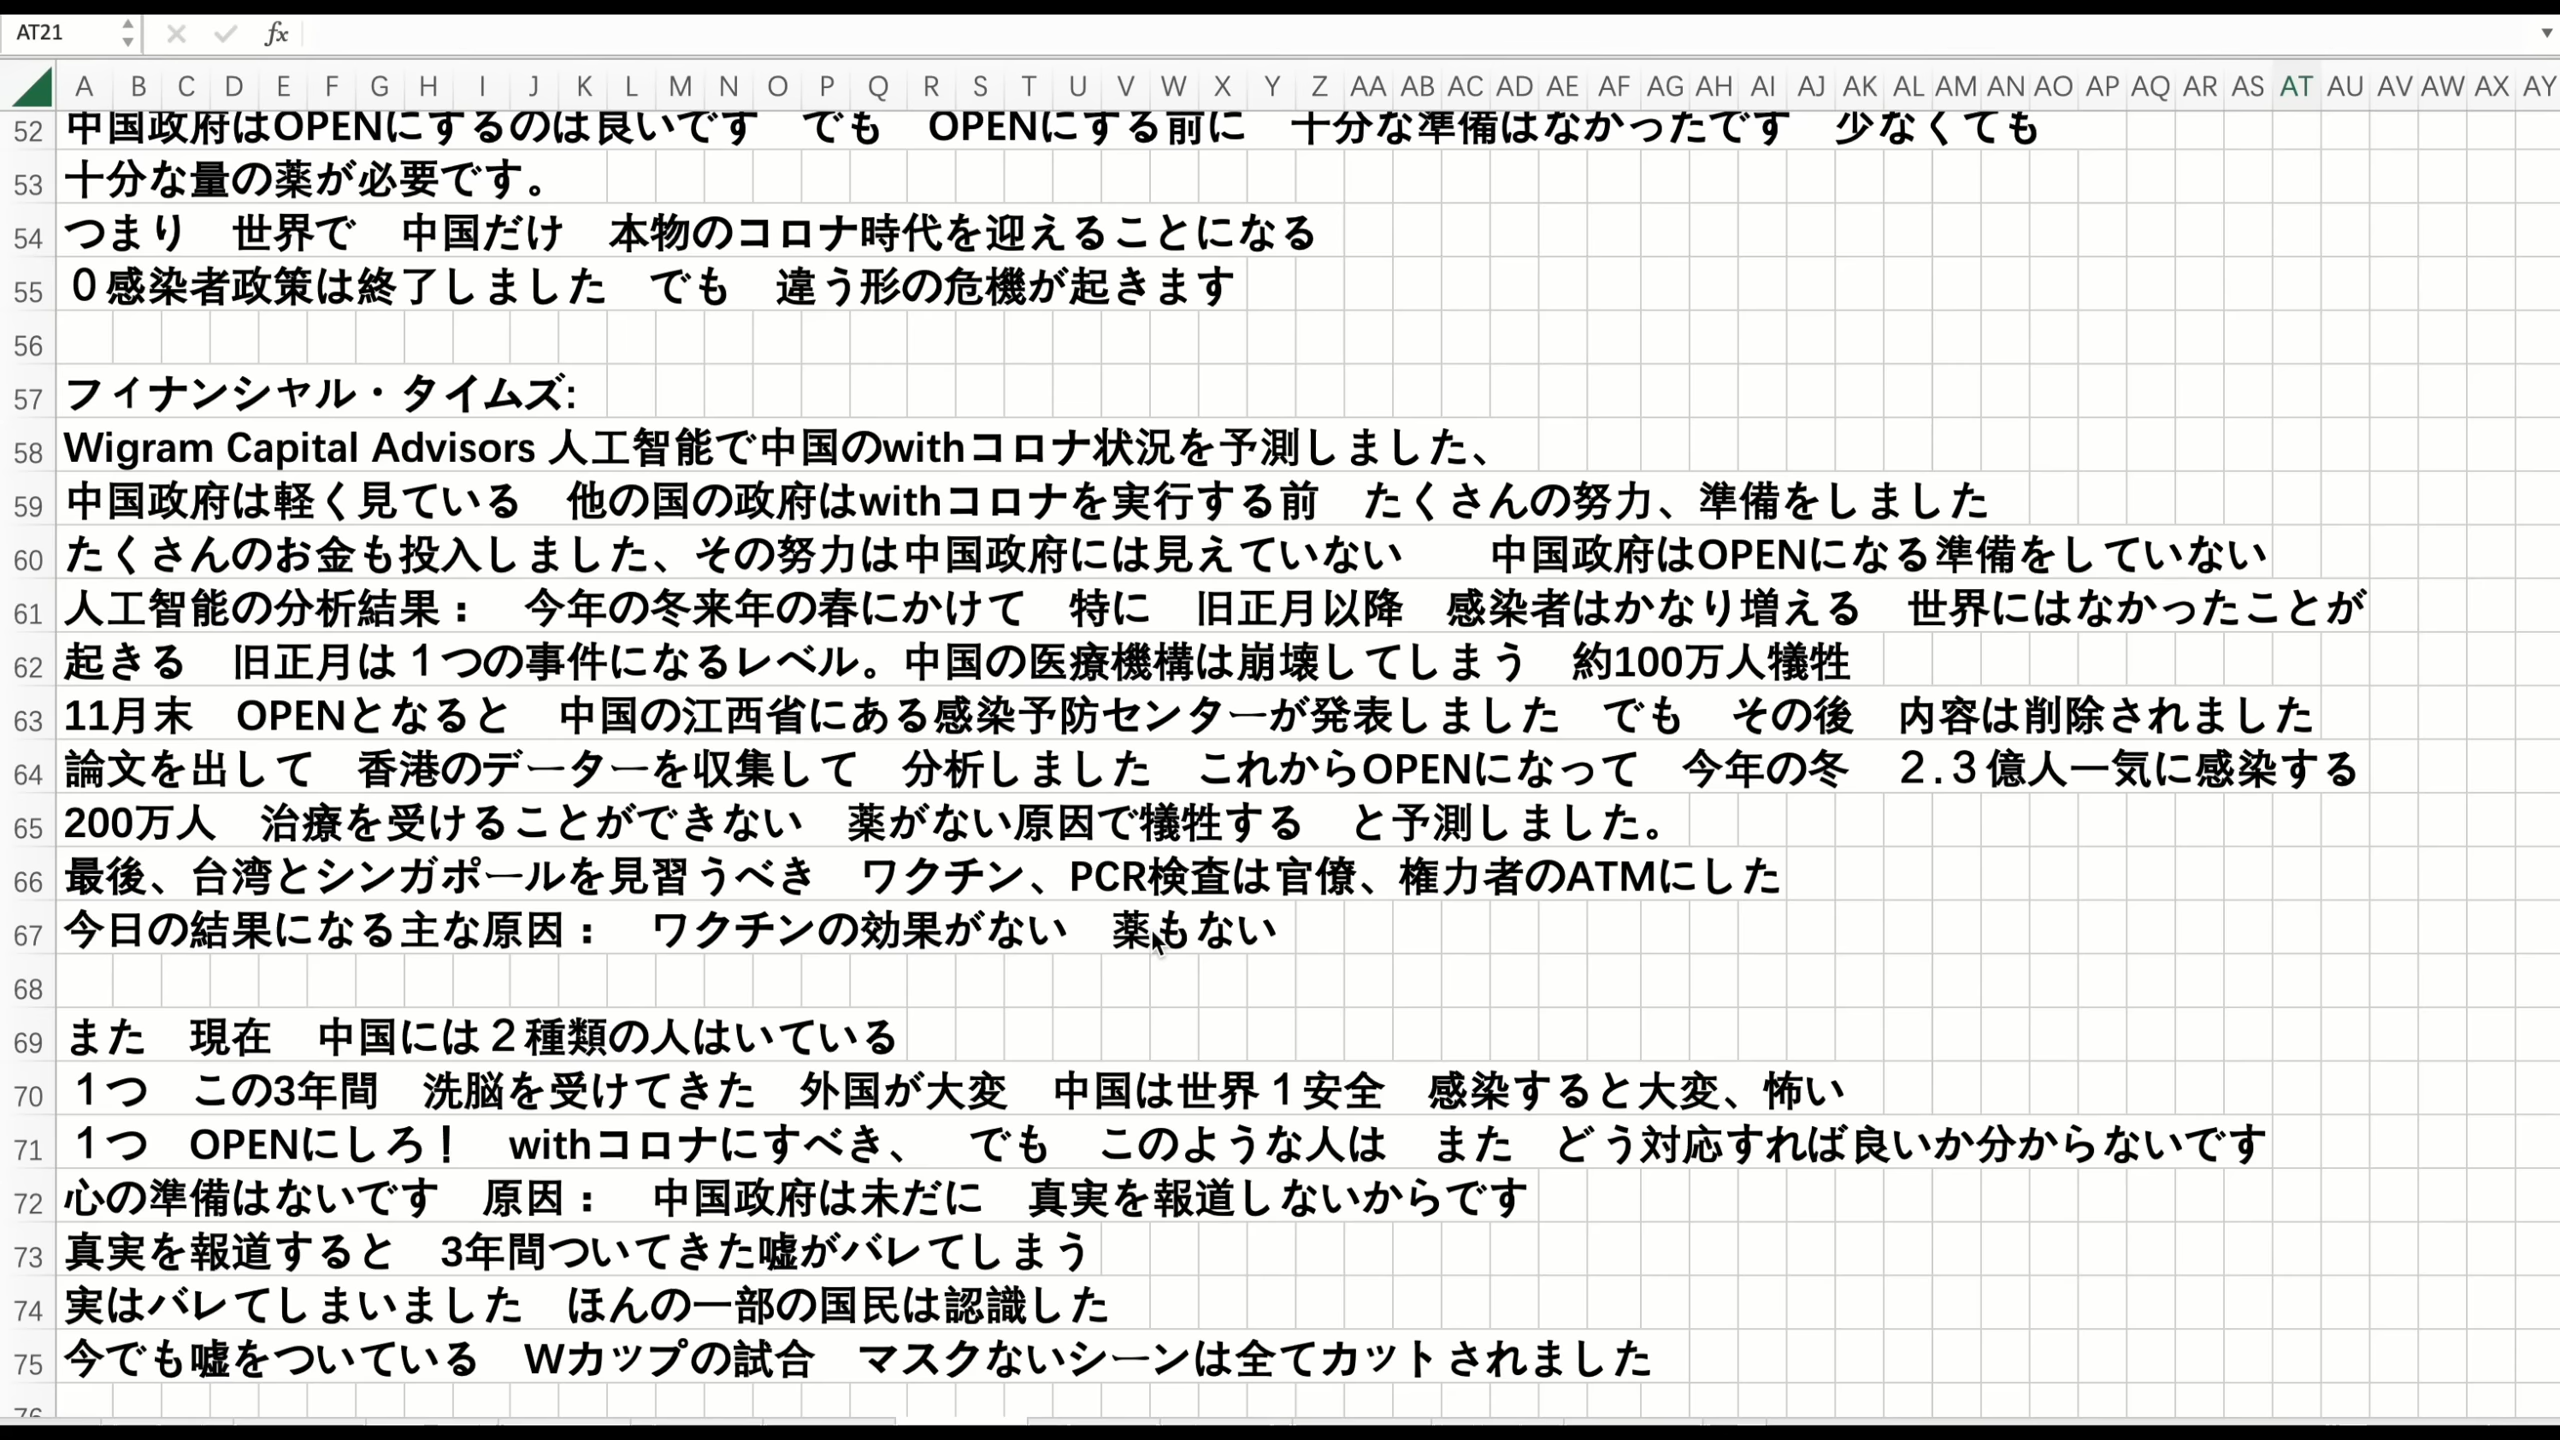 AT21
fx
A B C D E F G H I J K L M N O P Q R S T U V W X Y Z AA AB AC AD AE AF AG AH AI AJ AK AL AM AN AO AP AQ AR AS AT AU AV AW AX AY
52 中国政府はOPENにするのは良いです　でも　OPENにする前に　十分な準備はなかったです　少なくても
53 十分な量の薬が必要です。
54 つまり　世界で　中国だけ　本物のコロナ時代を迎えることになる
55 ０感染者政策は終了しました　でも　違う形の危機が起きます
56
57 フィナンシャル・タイムズ:
58 Wigram Capital Advisors 人工智能で中国のwithコロナ状況を予測しました、
59 中国政府は軽く見ている　他の国の政府はwithコロナを実行する前　たくさんの努力、準備をしました
60 たくさんのお金も投入しました、その努力は中国政府には見えていない　　中国政府はOPENになる準備をしていない
61 人工智能の分析結果：　今年の冬来年の春にかけて　特に　旧正月以降　感染者はかなり増える　世界にはなかったことが
62 起きる　旧正月は１つの事件になるレベル。中国の医療機構は崩壊してしまう　約100万人犠牲
63 11月末　OPENとなると　中国の江西省にある感染予防センターが発表しました　でも　その後　内容は削除されました
64 論文を出して　香港のデーターを収集して　分析しました　これからOPENになって　今年の冬　２.３億人一気に感染する
65 200万人　治療を受けることができない　薬がない原因で犠牲する　と予測しました。
66 最後、台湾とシンガポールを見習うべき　ワクチン、PCR検査は官僚、権力者のATMにした
67 今日の結果になる主な原因：　ワクチンの効果がない　薬もない
68
69 また　現在　中国には２種類の人はいている
70 １つ　この3年間　洗脳を受けてきた　外国が大変　中国は世界１安全　感染すると大変、怖い
71 １つ　OPENにしろ！　withコロナにすべき、　でも　このような人は　また　どう対応すれば良いか分からないです
72 心の準備はないです　原因：　中国政府は未だに　真実を報道しないからです
73 真実を報道すると　3年間ついてきた嘘がバレてしまう
74 実はバレてしまいました　ほんの一部の国民は認識した
75 今でも嘘をついている　Wカップの試合　マスクないシーンは全てカットされました
76